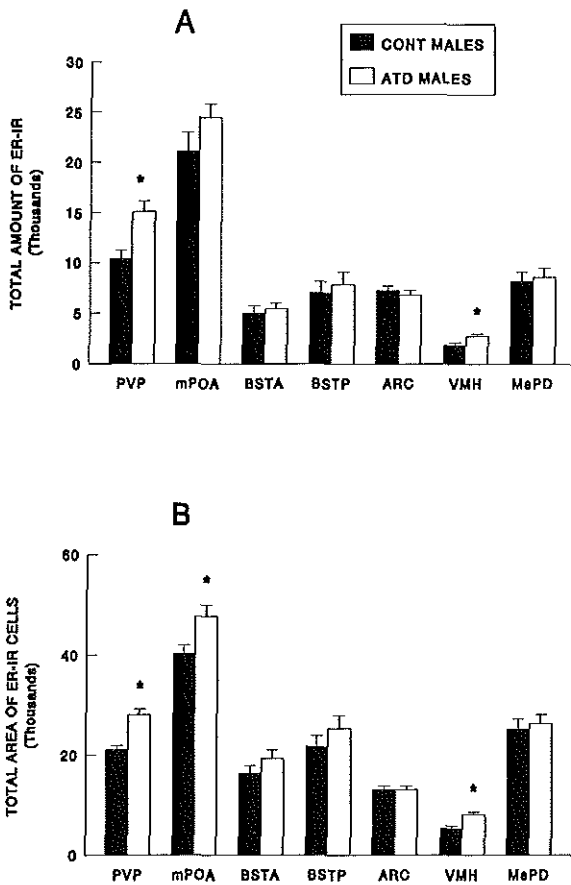 A
CONT MALES
ATD MALES
TOTAL AMOUNT OF ER-IR
(Thousands)
30
25
20
15
10
5
0
*
*
PVP mPOA BSTA BSTP ARC VMH MePD
B
TOTAL AREA OF ER-IR CELLS
(Thousands)
60
40
20
0
*
*
*
PVP mPOA BSTA BSTP ARC VMH MePD